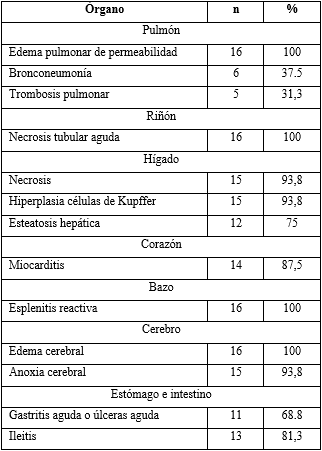 Órgano n %
Pulmón
Edema pulmonar de permeabilidad 16 100
Bronconeumonía 6 37.5
Trombosis pulmonar 5 31,3
Riñón
Necrosis tubular aguda 16 100
Hígado
Necrosis 15 93,8
Hiperplasia células de Kupffer 15 93,8
Esteatosis hepática 12 75
Corazón
Miocarditis 14 87,5
Bazo
Esplenitis reactiva 16 100
Cerebro
Edema cerebral 16 100
Anoxia cerebral 15 93,8
Estómago e intestino
Gastritis aguda o úlceras aguda 11 68.8
Ileitis 13 81,3